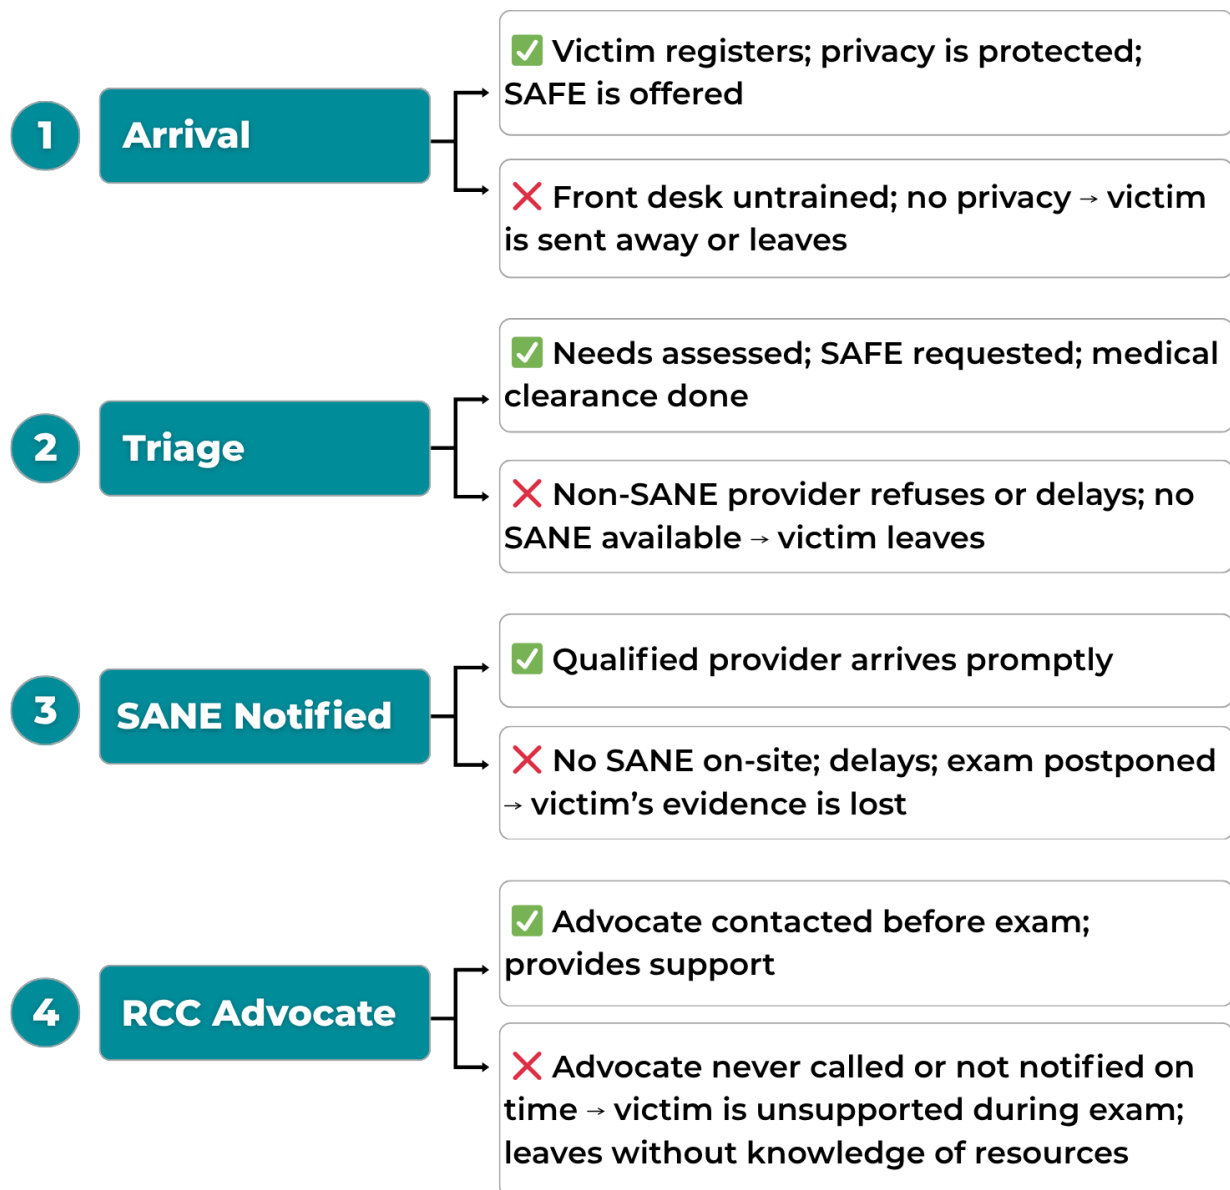 1
Arrival
✅ Victim registers; privacy is protected;
SAFE is offered
❌ Front desk untrained; no privacy → victim
is sent away or leaves
2
Triage
✅ Needs assessed; SAFE requested; medical
clearance done
❌ Non-SANE provider refuses or delays; no
SANE available → victim leaves
3
SANE Notified
✅ Qualified provider arrives promptly
❌ No SANE on-site; delays; exam postponed
→ victim’s evidence is lost
4
RCC Advocate
✅ Advocate contacted before exam;
provides support
❌ Advocate never called or not notified on
time → victim is unsupported during exam;
leaves without knowledge of resources